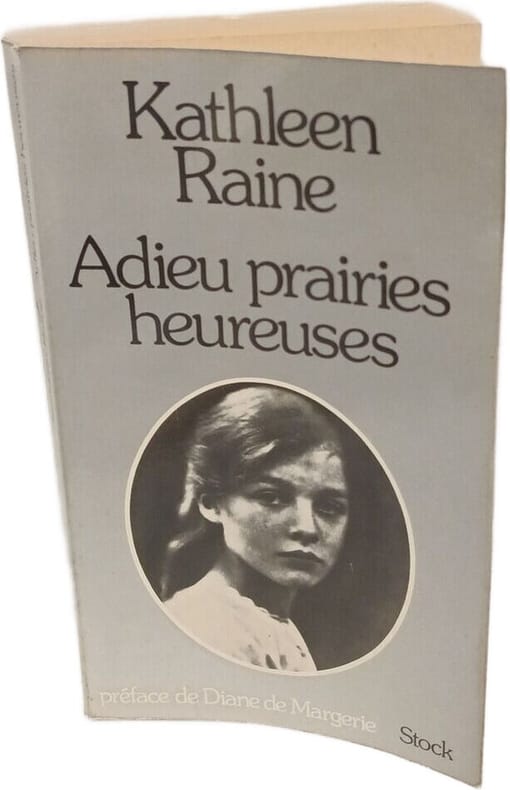 Kathleen
Raine
Adieu prairies
heureuses
préface de Diane de Margerie
Stock